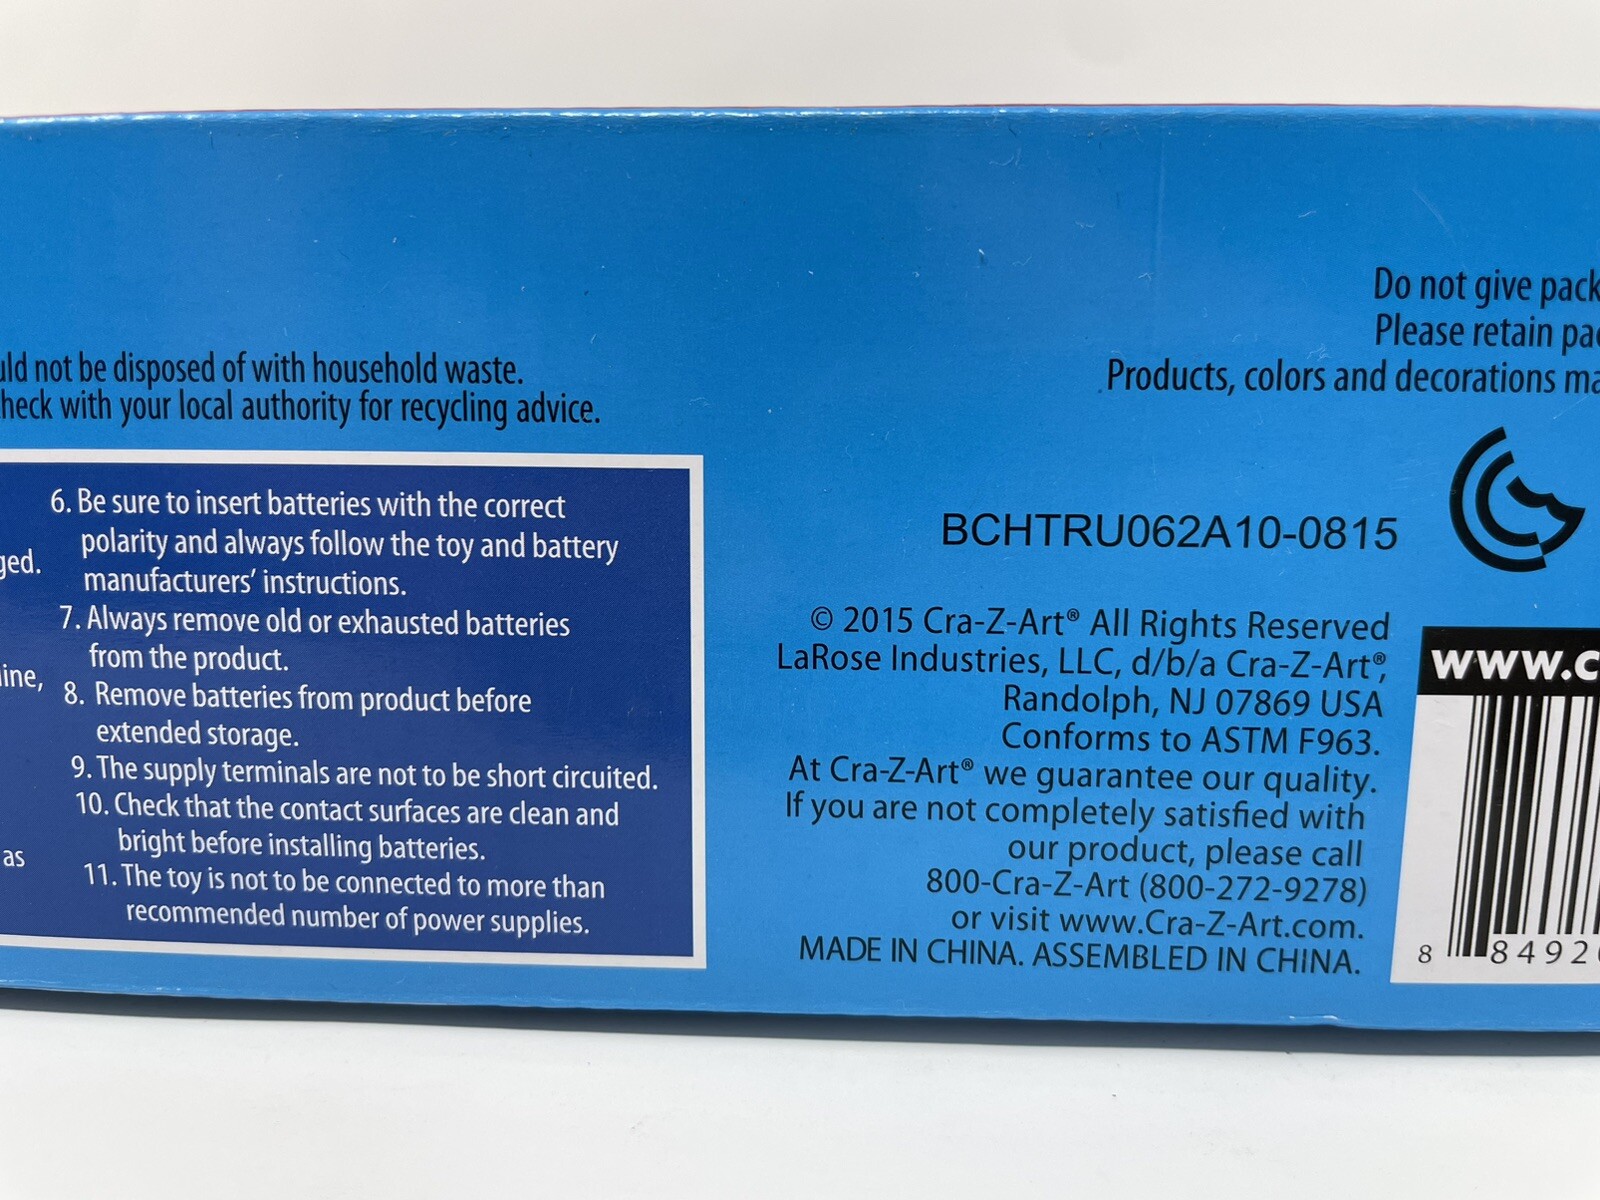 not be disposed of with household waste.
with your local authority for recycling advice.
6. Be sure to insert batteries with the correct
polarity and always follow the toy and battery
manufacturers' instructions.
7. Always remove old or exhausted batteries
from the product.
8. Remove batteries from product before
extended storage.
9. The supply terminals are not to be short circuited.
10. Check that the contact surfaces are clean and
bright before installing batteries.
as
11. The toy is not to be connected to more than
recommended number of power supplies.
Do not give
Please retain
Products, colors and decorations
BCHTRU062A10-0815
© 2015 Cra-Z-Art® All Rights Reserved
LaRose Industries, LLC, d/b/a Cra-Z-Art®,
Randolph, NJ 07869 USA
Conforms to ASTM F963.
At Cra-Z-Art® we guarantee our quality.
If you are not completely satisfied with
our product, please call
800-Cra-Z-Art (800-272-9278)
or visit www.Cra-Z-Art.com.
MADE IN CHINA. ASSEMBLED IN CHINA.
www.c
8 8492